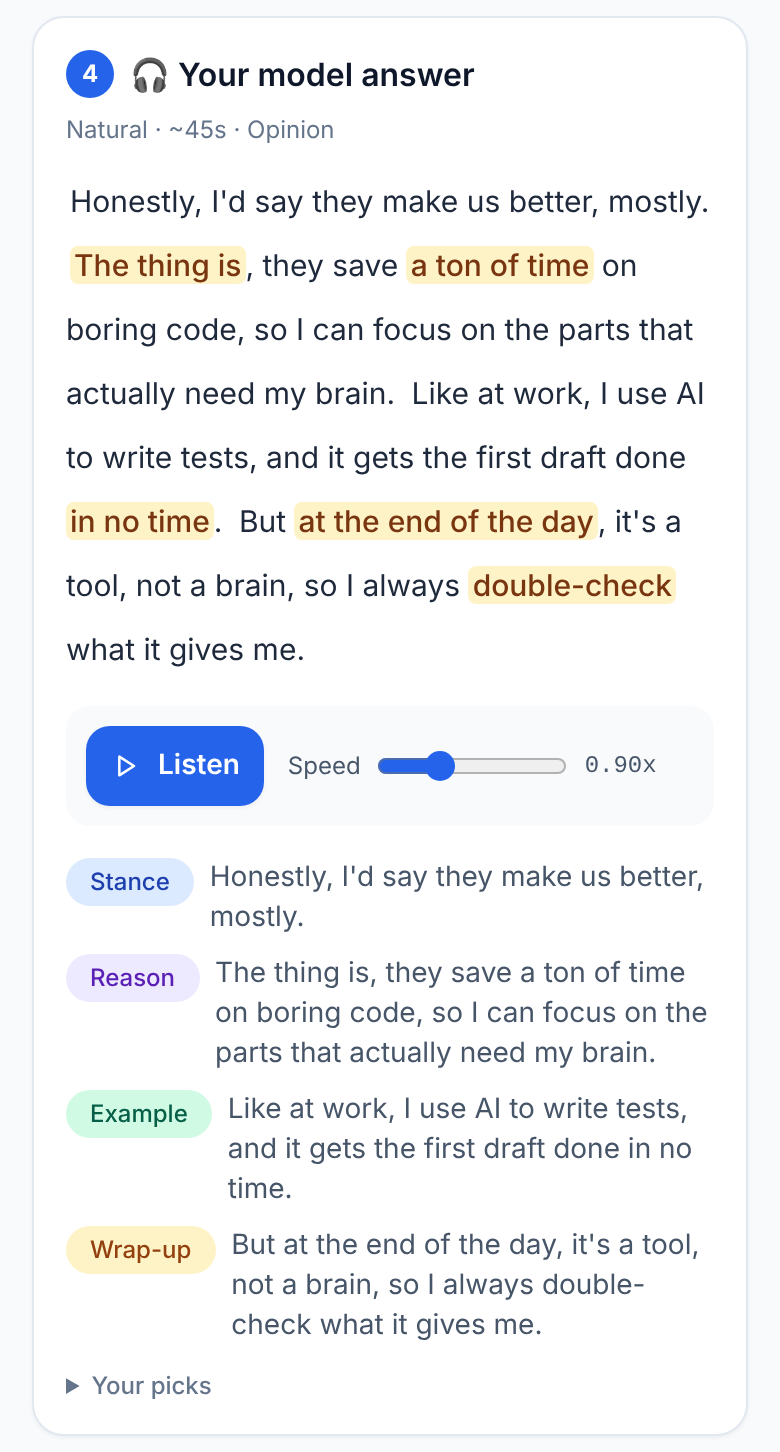 4 🎧 Your model answer
Natural · ~45s · Opinion
Honestly, I'd say they make us better, mostly.
The thing is, they save a ton of time on
boring code, so I can focus on the parts that
actually need my brain.  Like at work, I use AI
to write tests, and it gets the first draft done
in no time.  But at the end of the day, it's a
tool, not a brain, so I always double-check
what it gives me.
Listen Speed 0.90x
Stance Honestly, I'd say they make us better,
mostly.
Reason The thing is, they save a ton of time
on boring code, so I can focus on the
parts that actually need my brain.
Example Like at work, I use AI to write tests,
and it gets the first draft done in no
time.
Wrap-up But at the end of the day, it's a tool,
not a brain, so I always double-
check what it gives me.
Your picks